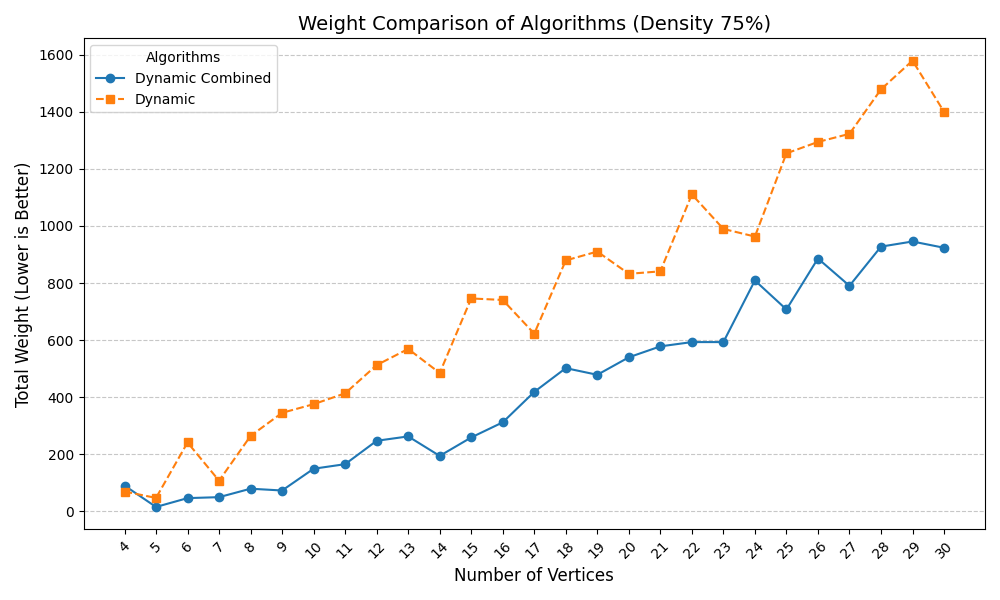 Weight Comparison of Algorithms (Density 75%)
Algorithms
Dynamic Combined
Dynamic
Total Weight (Lower is Better)
1600
1400
1200
1000
800
600
400
200
0
4 5 6 7 8 9 10 11 12 13 14 15 16 17 18 19 20 21 22 23 24 25 26 27 28 29 30
Number of Vertices